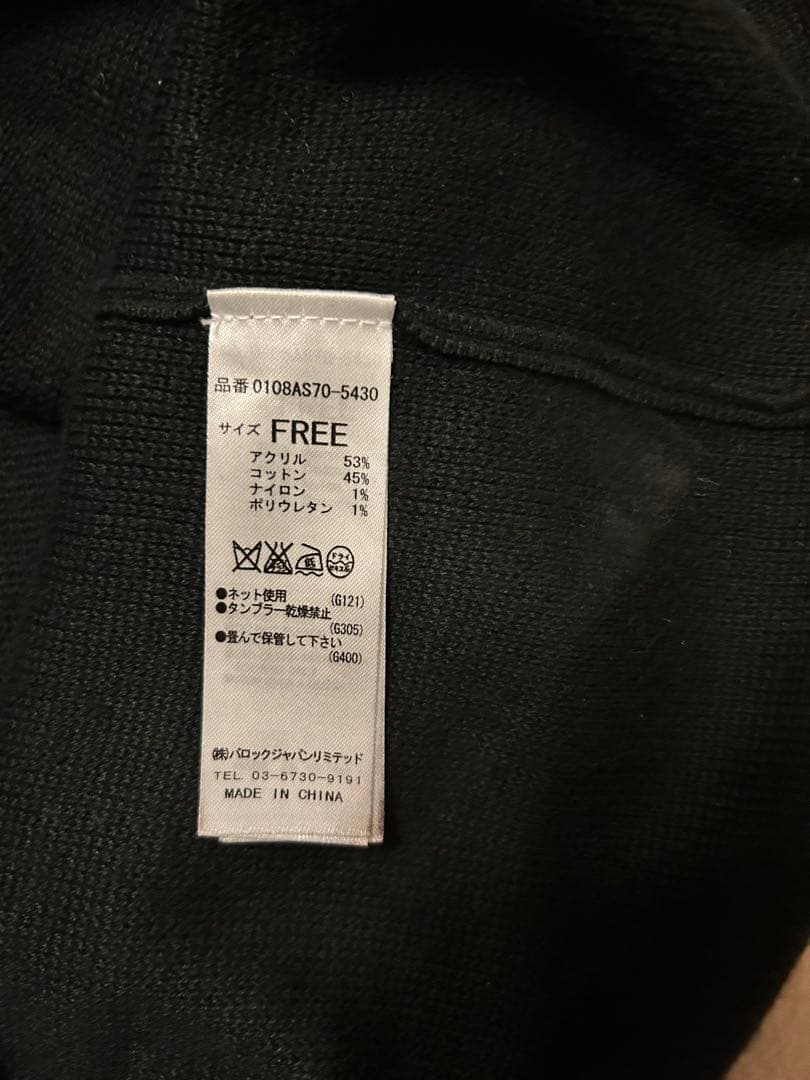 品番 0108AS70-5430
サイズ FREE
アクリル 53%
コットン 45%
ナイロン 1%
ポリウレタン 1%
ドライ
●ネット使用 (G121)
●タンブラー乾燥禁止
(G305)
●畳んで保管して下さい
(G400)
㈱バロックジャパンリミテッド
TEL. 03-6730-9191
MADE IN CHINA